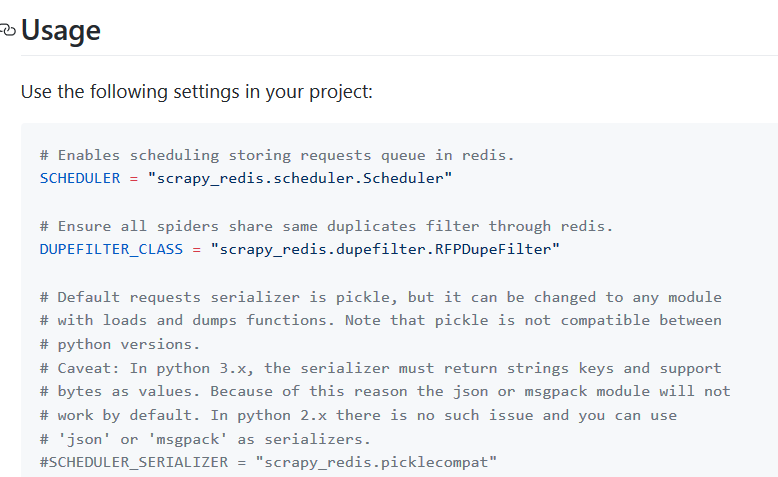 Usage
Use the following settings in your project:
# Enables scheduling storing requests queue in redis.
SCHEDULER = "scrapy_redis.scheduler.Scheduler"
# Ensure all spiders share same duplicates filter through redis.
DUPEFILTER_CLASS = "scrapy_redis.dupefilter.RFPDupeFilter"
# Default requests serializer is pickle, but it can be changed to any module
# with loads and dumps functions. Note that pickle is not compatible between
# python versions.
# Caveat: In python 3.x, the serializer must return strings keys and support
# bytes as values. Because of this reason the json or msgpack module will not
# work by default. In python 2.x there is no such issue and you can use
# 'json' or 'msgpack' as serializers.
#SCHEDULER_SERIALIZER = "scrapy_redis.picklecompat"